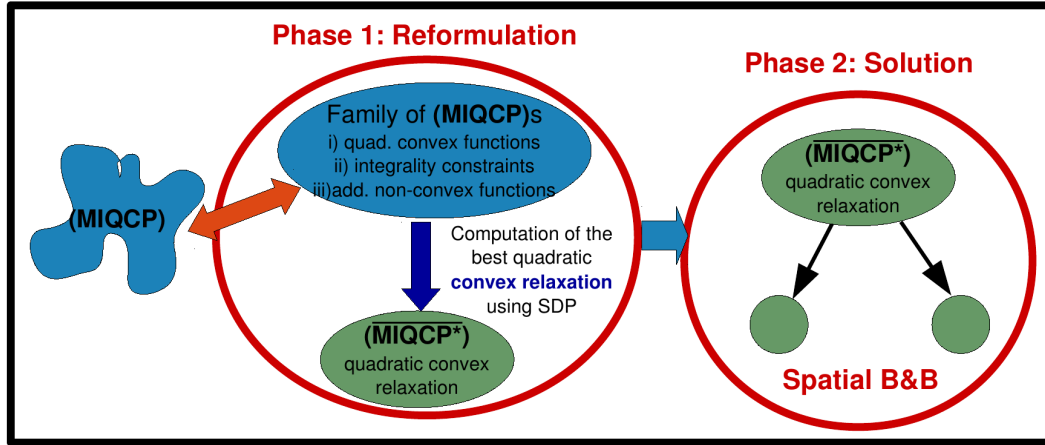 Phase 1: Reformulation
Family of (MIQCP)s
i) quad. convex functions
ii) integrality constraints
iii)add. non-convex functions
(MIQCP)
Computation of the
best quadratic
convex relaxation
using SDP
(MIQCP*)
quadratic convex
relaxation
Phase 2: Solution
(MIQCP*)
quadratic convex
relaxation
Spatial B&B